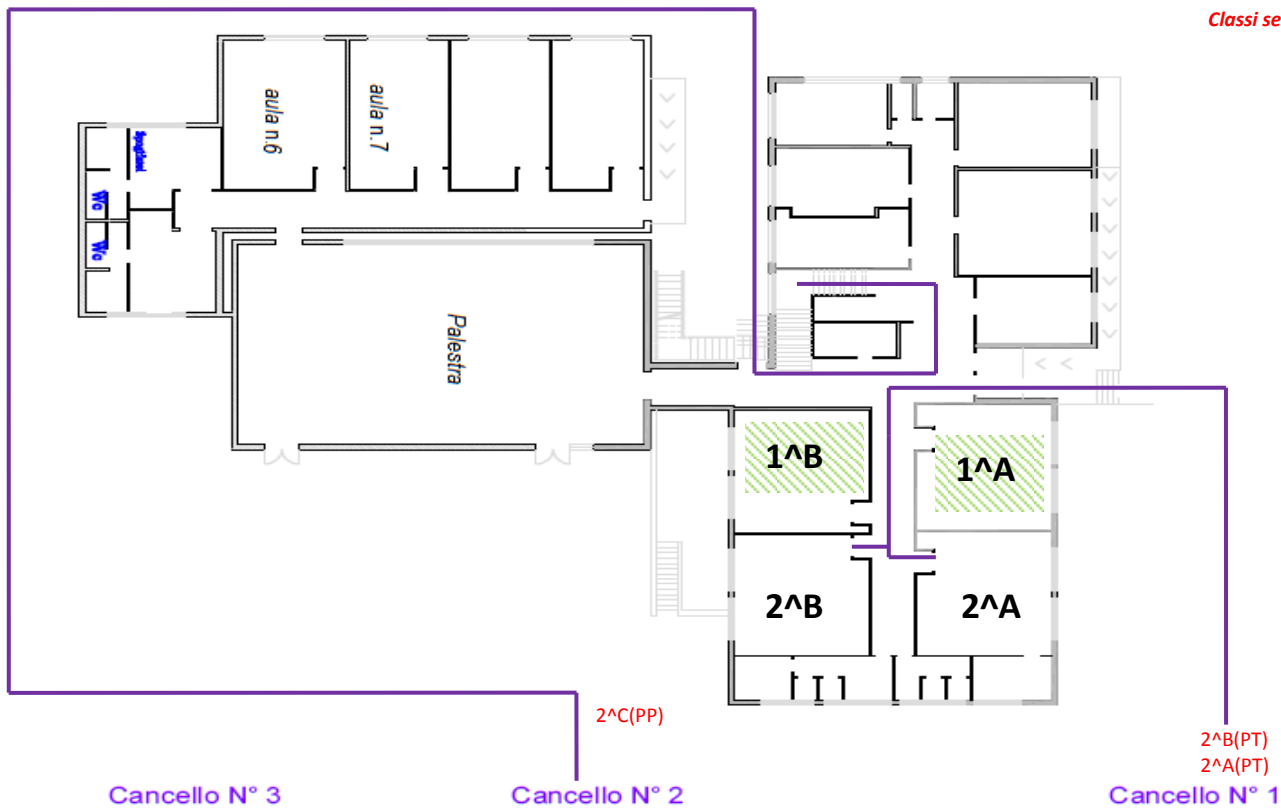 Classi se
aula n.6
aula n.7
Wc
Wc
Palestra
1^B
1^A
2^B
2^A
2^C(PP)
2^B(PT)
2^A(PT)
Cancello N° 3
Cancello N° 2
Cancello N° 1